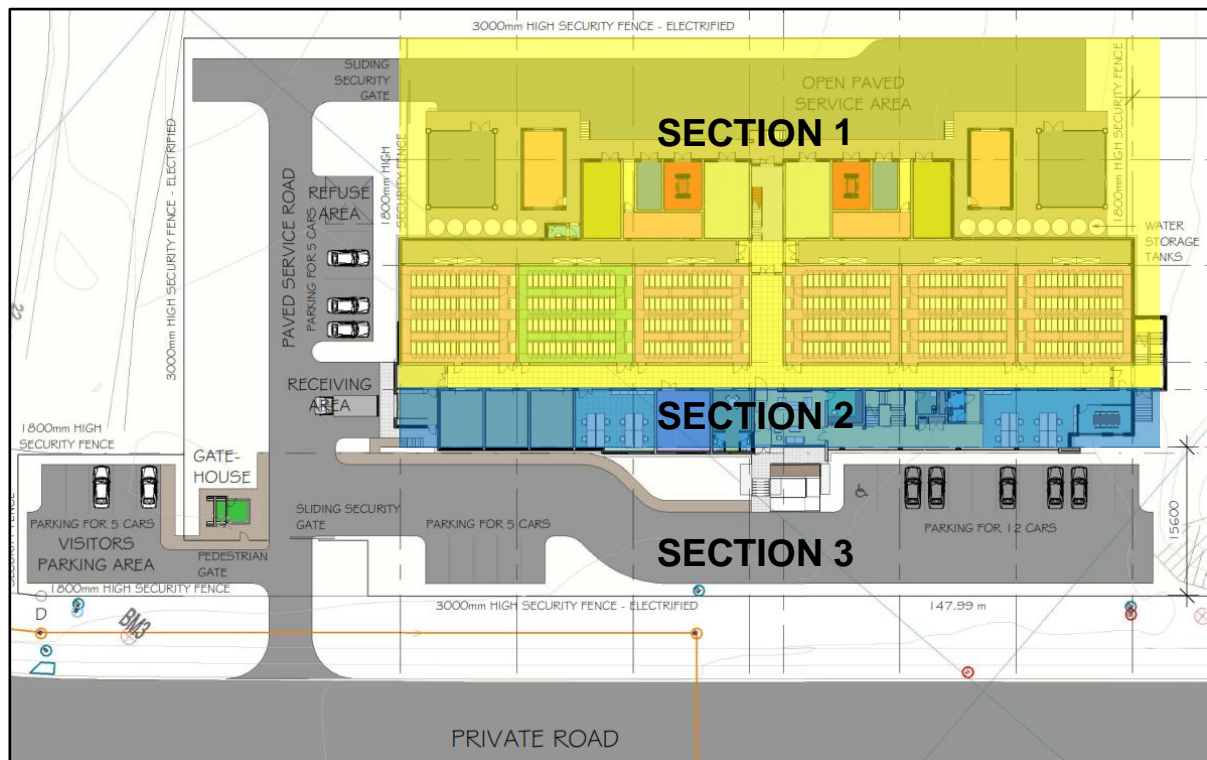 3000mm HIGH SECURITY FENCE - ELECTRIFIED
SLIDING
SECURITY
GATE
OPEN PAVED
SERVICE AREA
SECTION 1
3000mm HIGH SECURITY FENCE - ELECTRIFIED
1800mm HIGH
SECURITY FENCE
1800mm HIGH SECURITY FENCE
REFUSE
AREA
PAVED SERVICE ROAD
PARKING FOR 5 CARS
WATER
STORAGE
TANKS
22
RECEIVING
AREA
SECTION 2
1800mm HIGH
SECURITY FENCE
GATE-
HOUSE
SECURITY FENCE
PARKING FOR 5 CARS
VISITORS
PARKING AREA
SLIDING SECURITY
GATE
PEDESTRIAN
GATE
PARKING FOR 5 CARS
PARKING FOR 12 CARS
15600
SECTION 3
1800mm HIGH SECURITY FENCE
3000mm HIGH SECURITY FENCE - ELECTRIFIED
147.99 m
D
BM3
PRIVATE ROAD